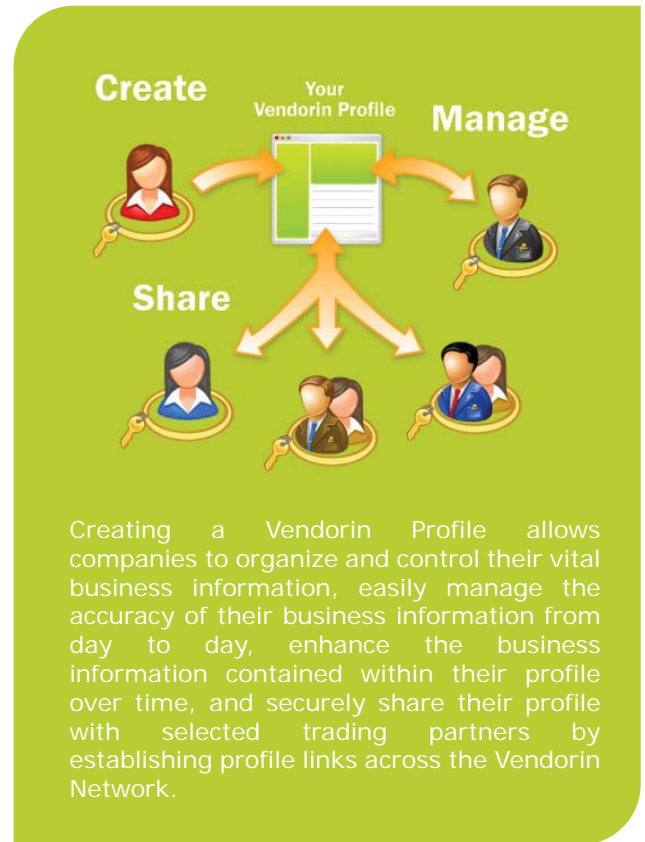 Create
Your
Vendorin Profile
Manage
Share
Creating a Vendorin Profile allows
companies to organize and control their vital
business information, easily manage the
accuracy of their business information from
day to day, enhance the business
information contained within their profile
over time, and securely share their profile
with selected trading partners by
establishing profile links across the Vendorin
Network.